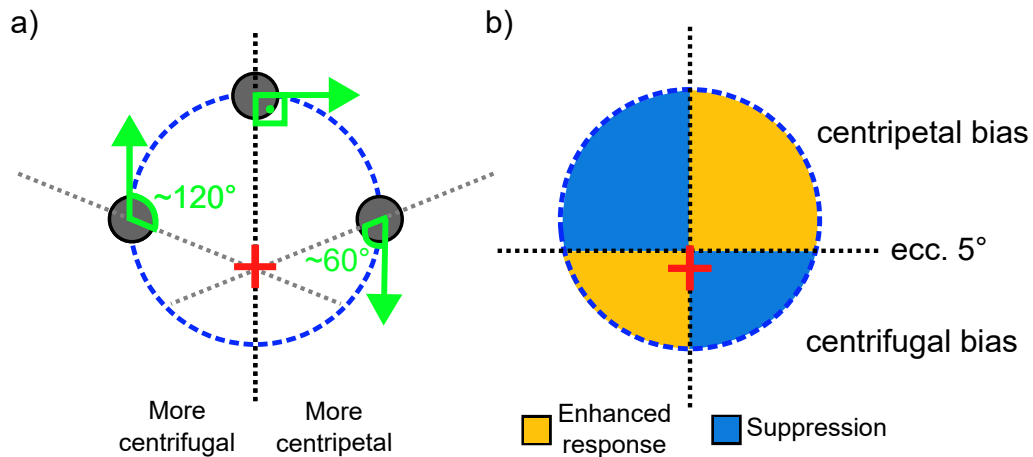 a)
~120°
~60°
More
centrifugal
More
centripetal
b)
centripetal bias
ecc. 5°
centrifugal bias
Enhanced
response
Suppression